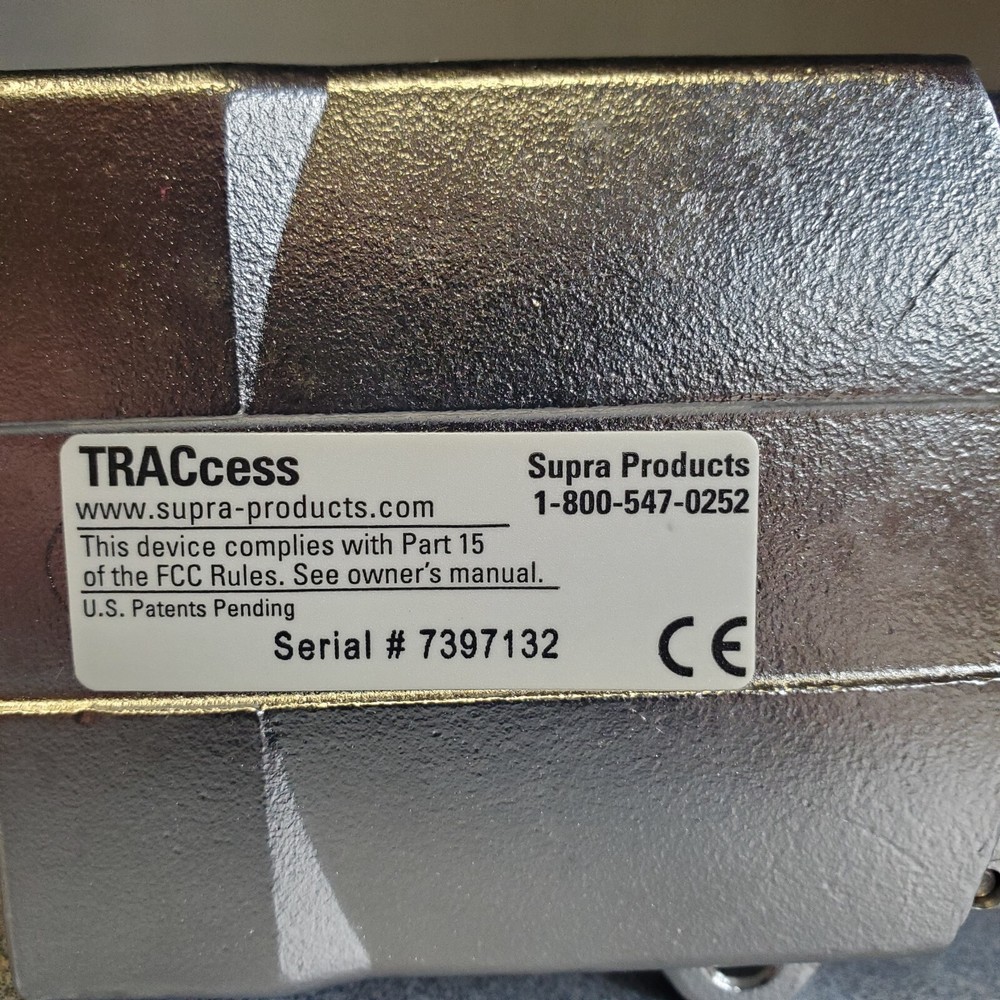 TRACcess
Supra Products
www.supra-products.com
1-800-547-0252
This device complies with Part 15
of the FCC Rules. See owner's manual.
U.S. Patents Pending
Serial # 7397132
CE